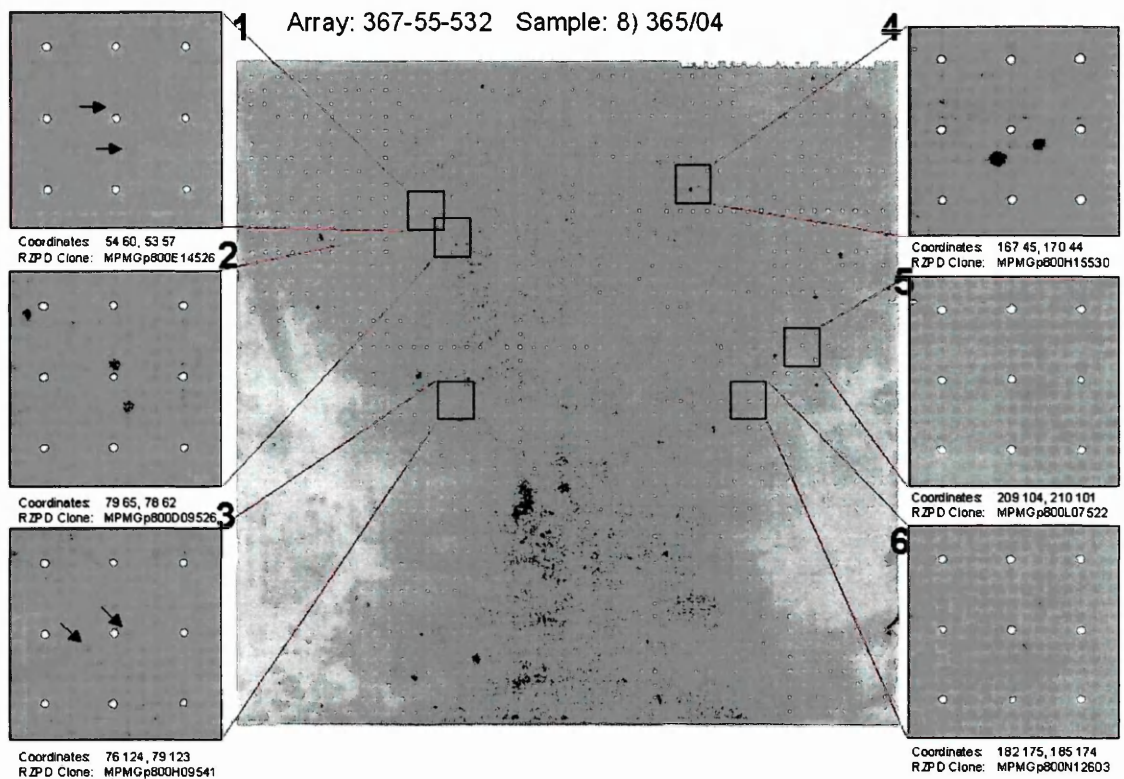 Array: 367-55-532 Sample: 8) 365/04
1
Coordinates: 54 60, 53 57
RZPD Clone: MPMGp800E14526
2
Coordinates: 79 65, 78 62
RZPD Clone: MPMGp800D09526
3
Coordinates: 76 124, 79 123
RZPD Clone: MPMGp800H09541
4
Coordinates: 167 45, 170 44
RZPD Clone: MPMGp800H15530
5
Coordinates: 209 104, 210 101
RZPD Clone: MPMGp800L07522
6
Coordinates: 182 175, 185 174
RZPD Clone: MPMGp800N12603